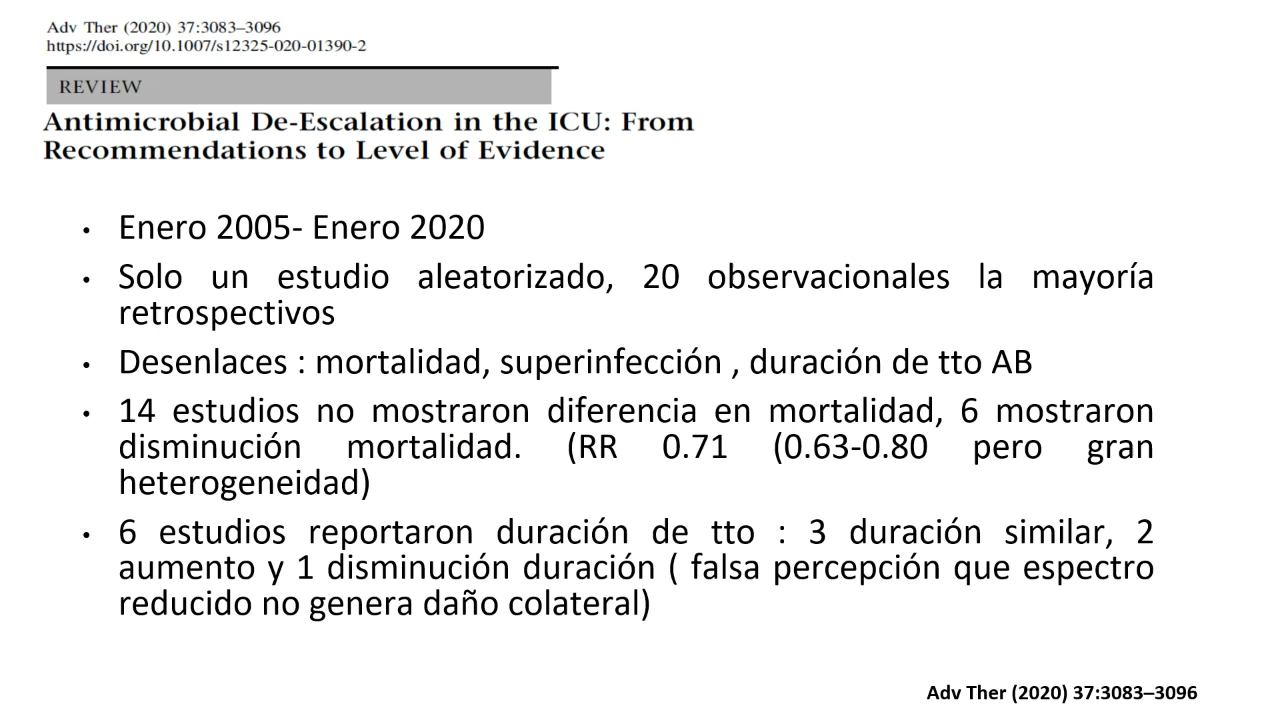 Adv Ther (2020) 37:3083–3096
https://doi.org/10.1007/s12325-020-01390-2
REVIEW
Antimicrobial De-Escalation in the ICU: From
Recommendations to Level of Evidence
• Enero 2005- Enero 2020
• Solo un estudio aleatorizado, 20 observacionales la mayoría
retrospectivos
• Desenlaces : mortalidad, superinfección , duración de tto AB
• 14 estudios no mostraron diferencia en mortalidad, 6 mostraron
disminución mortalidad. (RR 0.71 (0.63-0.80 pero gran
heterogeneidad)
• 6 estudios reportaron duración de tto : 3 duración similar, 2
aumento y 1 disminución duración ( falsa percepción que espectro
reducido no genera daño colateral)
Adv Ther (2020) 37:3083–3096